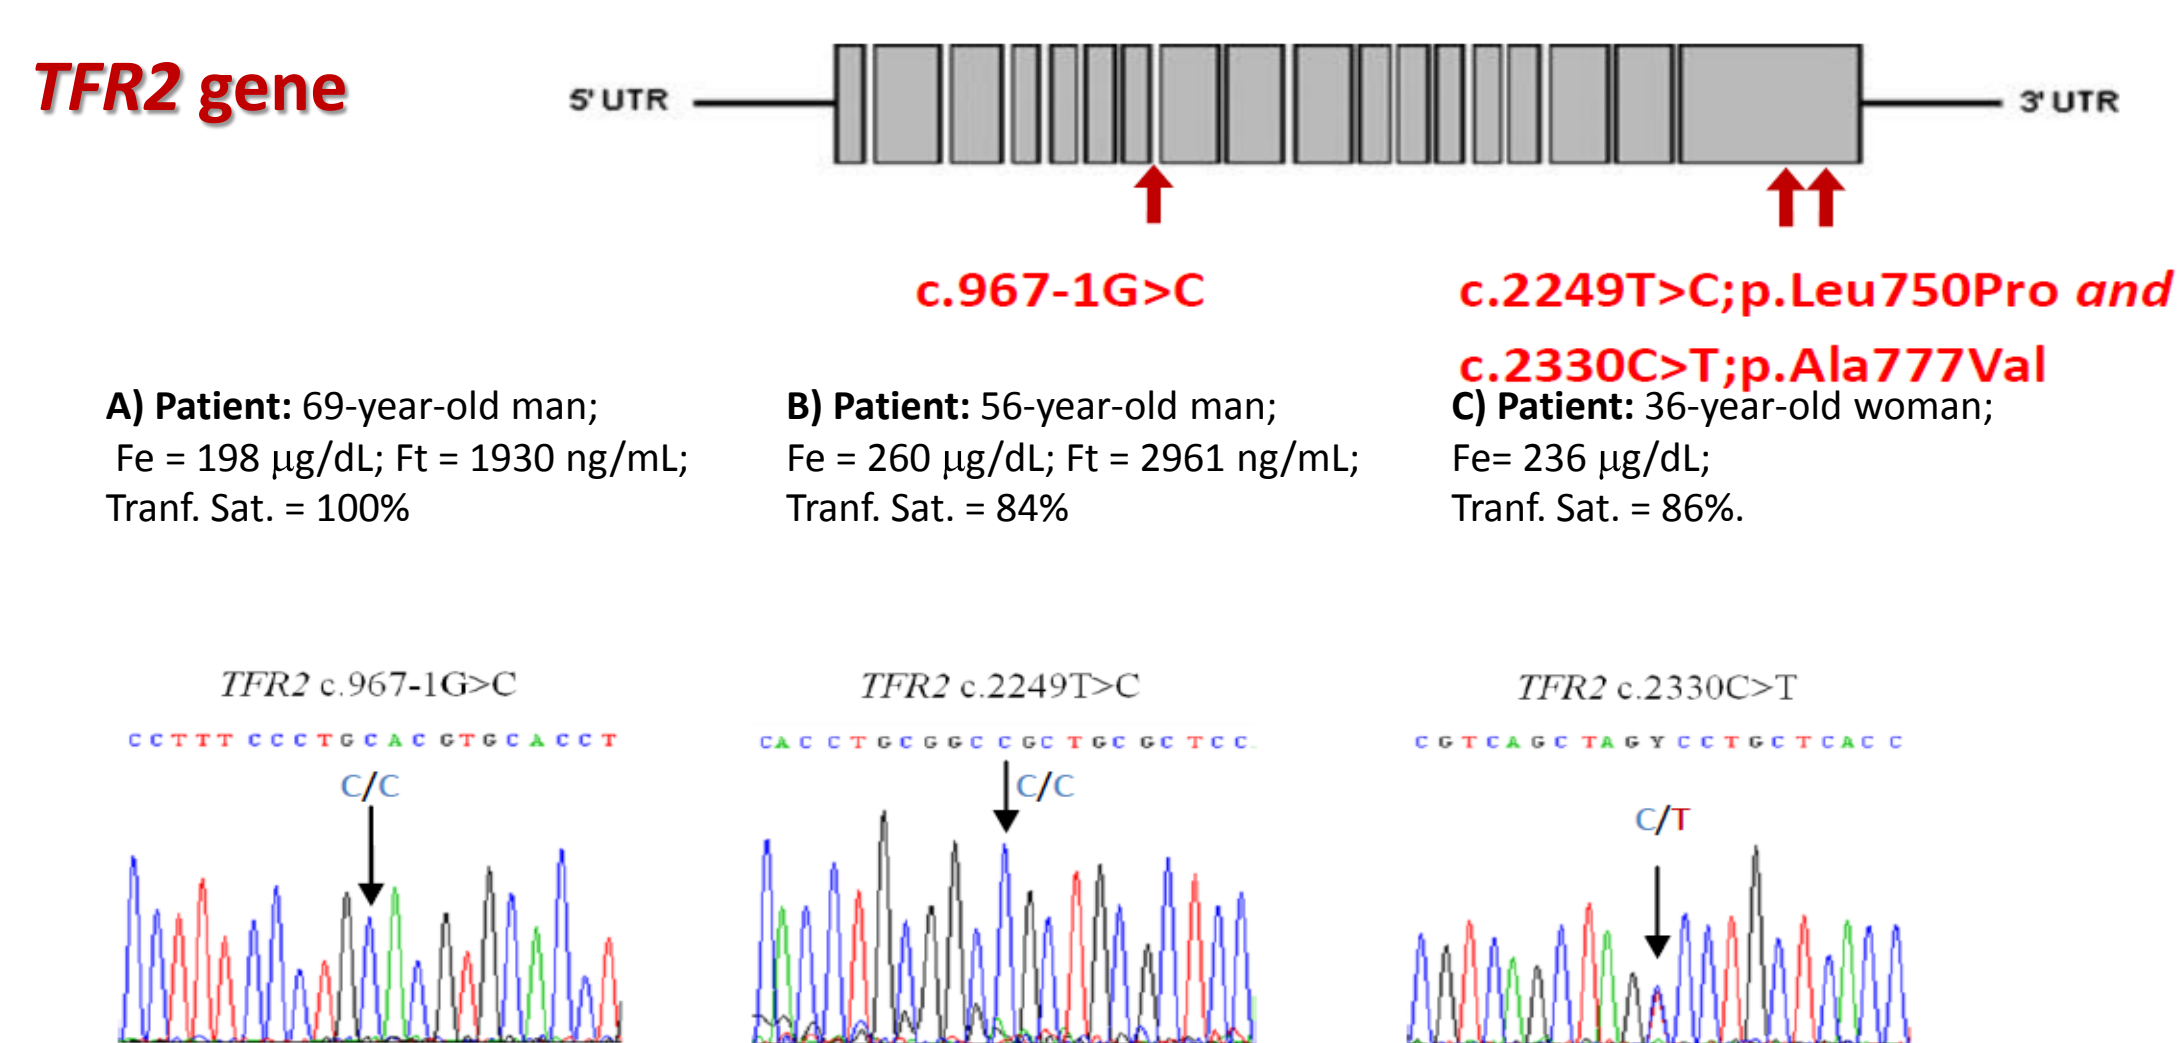 TFR2 gene
5' UTR
3' UTR
c.967-1G>C
c.2249T>C;p.Leu750Pro and
c.2330C>T;p.Ala777Val
A) Patient: 69-year-old man;
Fe = 198 μg/dL; Ft = 1930 ng/mL;
Tranf. Sat. = 100%
B) Patient: 56-year-old man;
Fe = 260 μg/dL; Ft = 2961 ng/mL;
Tranf. Sat. = 84%
C) Patient: 36-year-old woman;
Fe= 236 μg/dL;
Tranf. Sat. = 86%.
TFR2 c.967-1G>C
C C T T T C C C T G C A C G T G C A C C T
C/C
TFR2 c.2249T>C
C A C C T G C G G C C G C T G C G C T C C
C/C
TFR2 c.2330C>T
C G T C A G C T A G Y C C T G C T C A C C
C/T